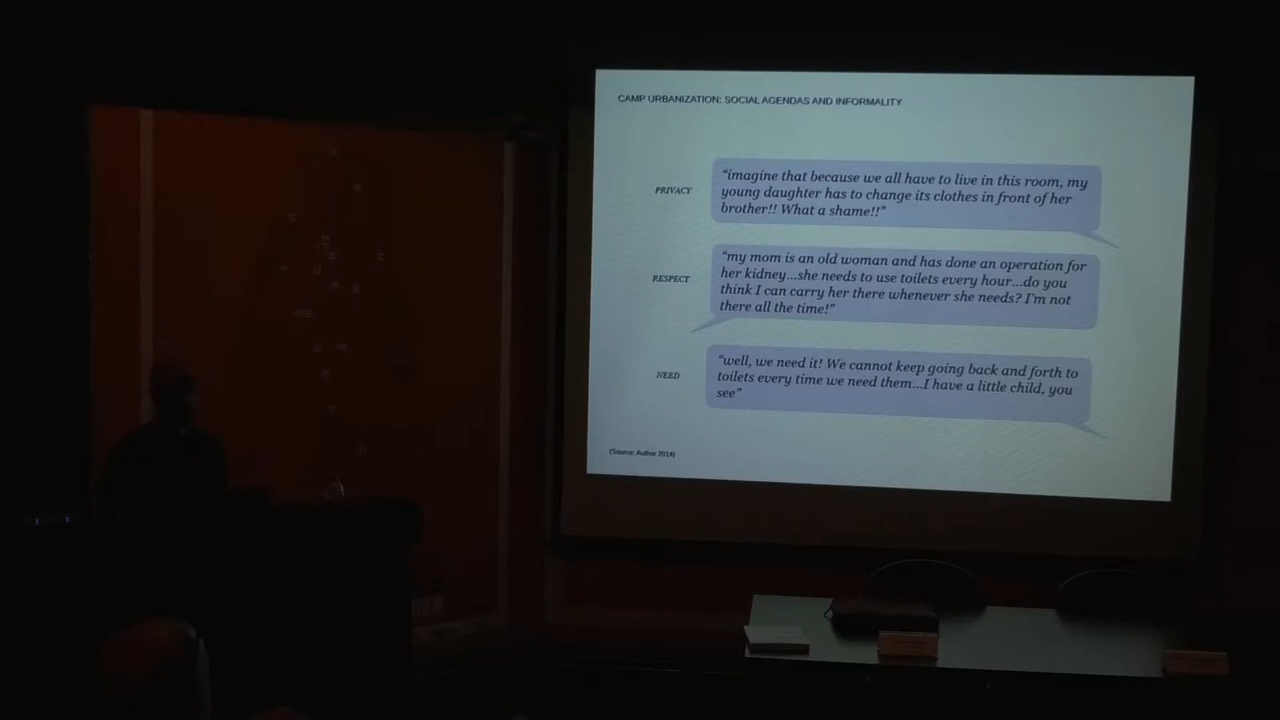 CAMP URBANIZATION: SOCIAL AGENDAS AND INFORMALITY
PRIVACY
"imagine that because we all have to live in this room, my
young daughter has to change its clothes in front of her
brother!! What a shame!!"
RESPECT
"my mom is an old woman and has done an operation for
her kidney...she needs to use toilets every hour...do you
think I can carry her there whenever she needs? I'm not
there all the time!"
NEED
"well, we need it! We cannot keep going back and forth to
toilets every time we need them...I have a little child, you
see"
(Source: Author 2014)